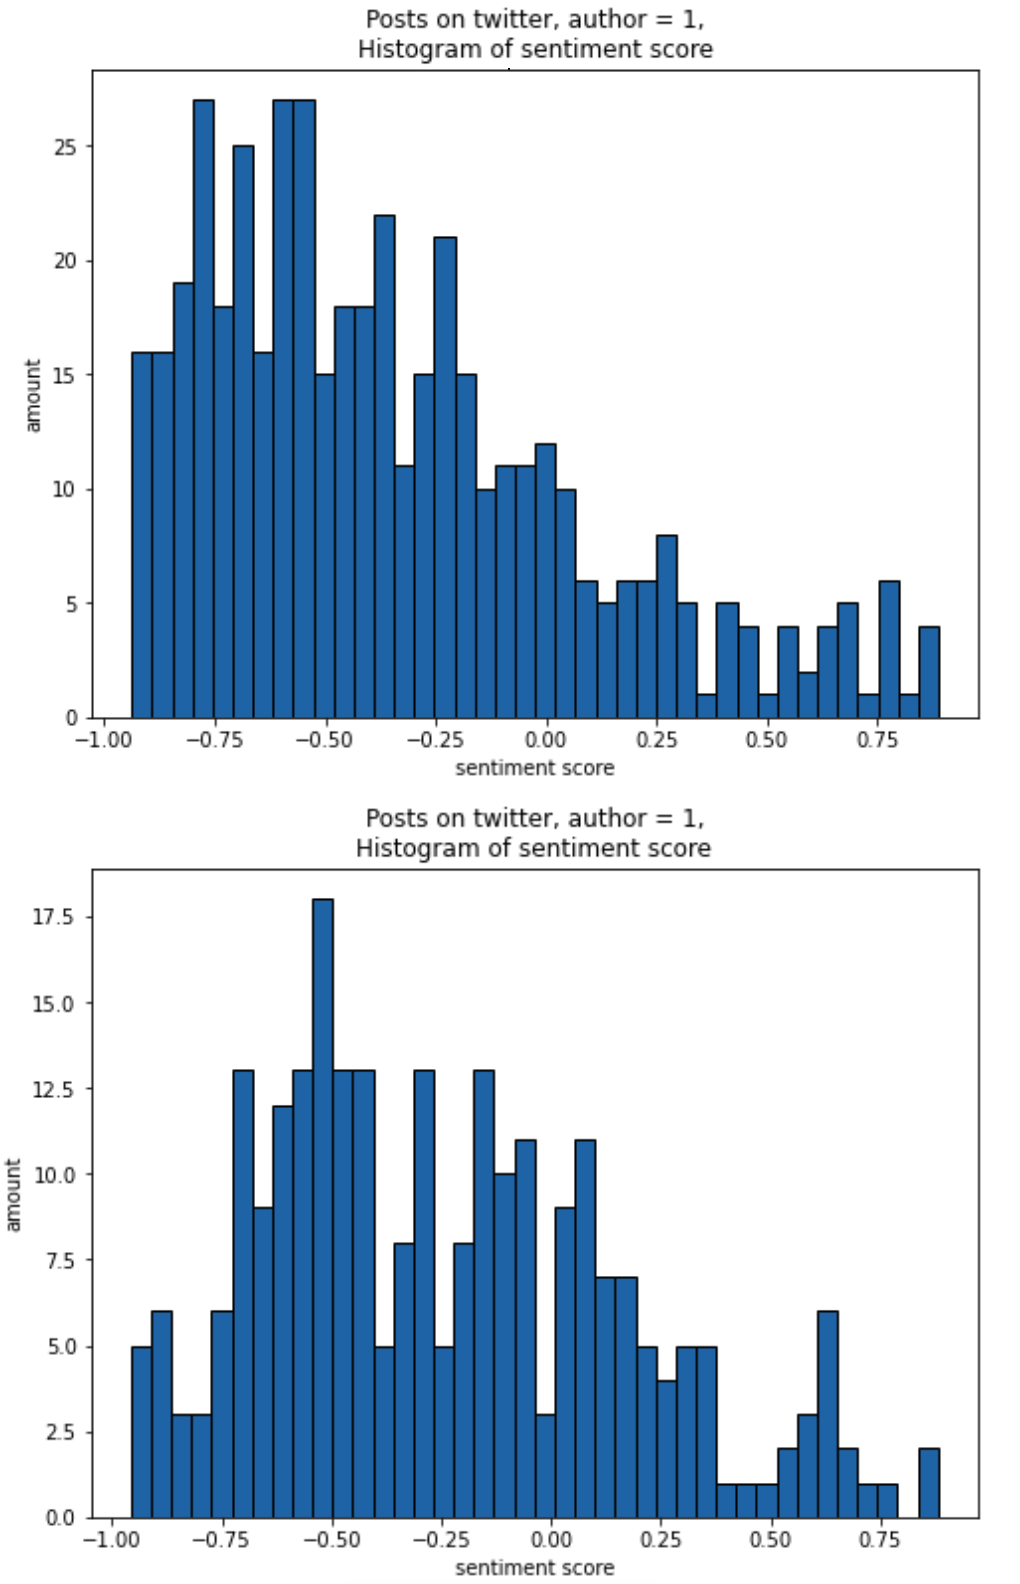 Posts on twitter, author = 1,
Histogram of sentiment score
25
20
15
10
5
0
amount
−1.00 −0.75 −0.50 −0.25 0.00 0.25 0.50 0.75
sentiment score
Posts on twitter, author = 1,
Histogram of sentiment score
17.5
15.0
12.5
10.0
7.5
5.0
2.5
0.0
amount
−1.00 −0.75 −0.50 −0.25 0.00 0.25 0.50 0.75
sentiment score